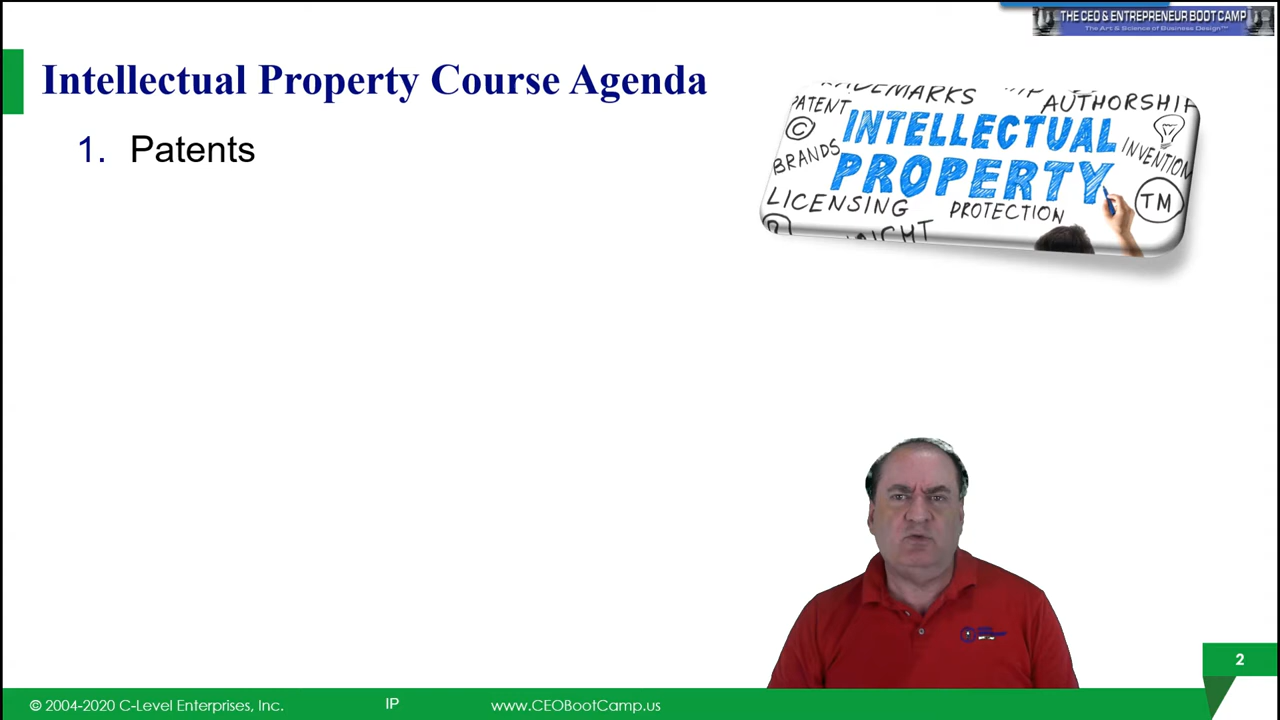 THE CEO & ENTREPRENEUR BOOT CAMP
The Art & Science of Business Design™
Intellectual Property Course Agenda
1. Patents
PATENT
AUTHORSHIP
©
INTELLECTUAL
BRANDS
PROPERTY
INVENTION
LICENSING
PROTECTION
TM
2
© 2004-2020 C-Level Enterprises, Inc.
IP
www.CEOBootCamp.us